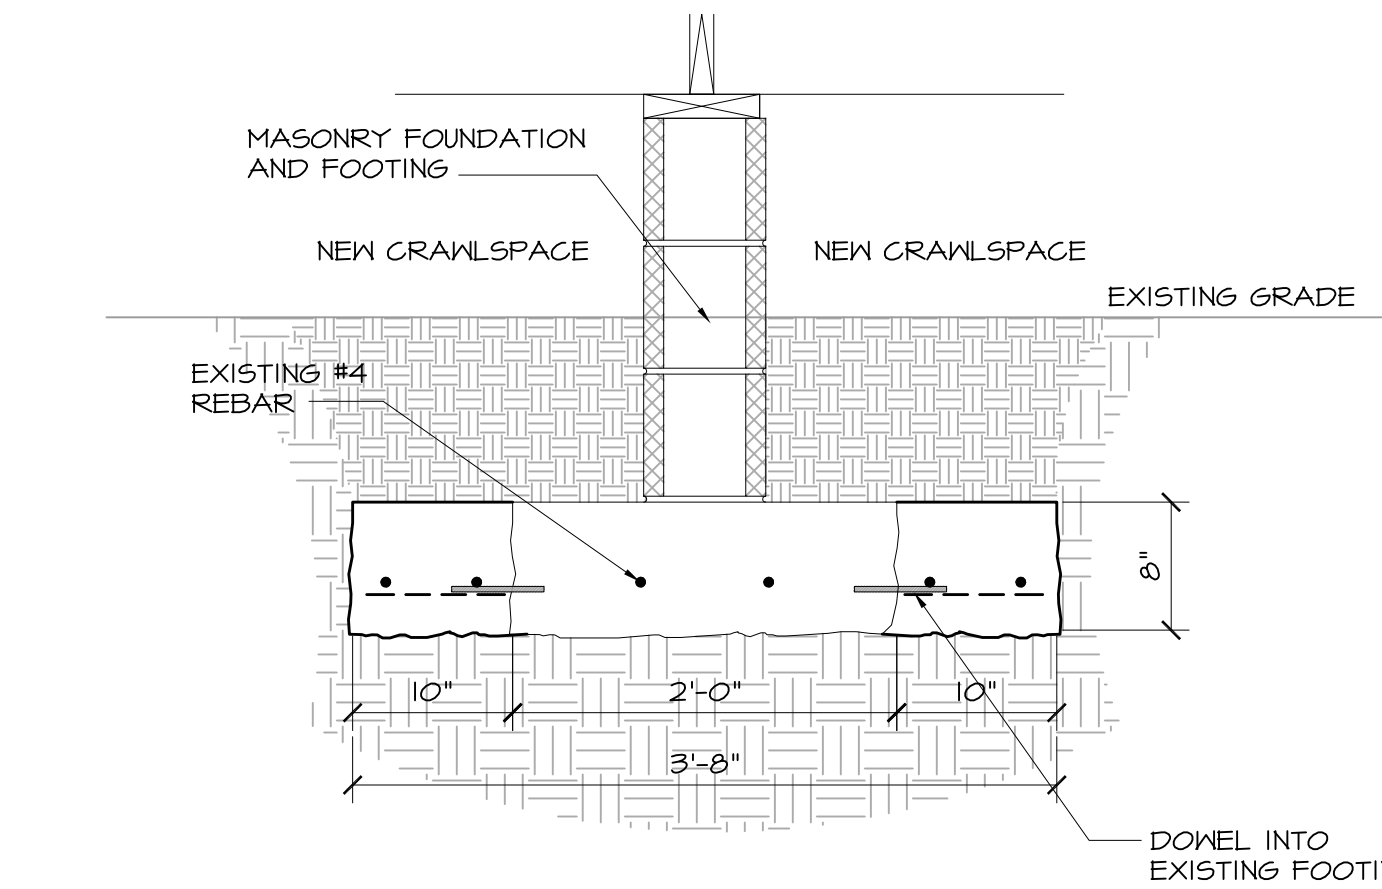 MASONRY FOUNDATION
AND FOOTING
NEW CRAWLSPACE
NEW CRAWLSPACE
EXISTING GRADE
EXISTING #4
REBAR
8"
10"
2'-0"
10"
3'-8"
DOWEL INTO
EXISTING